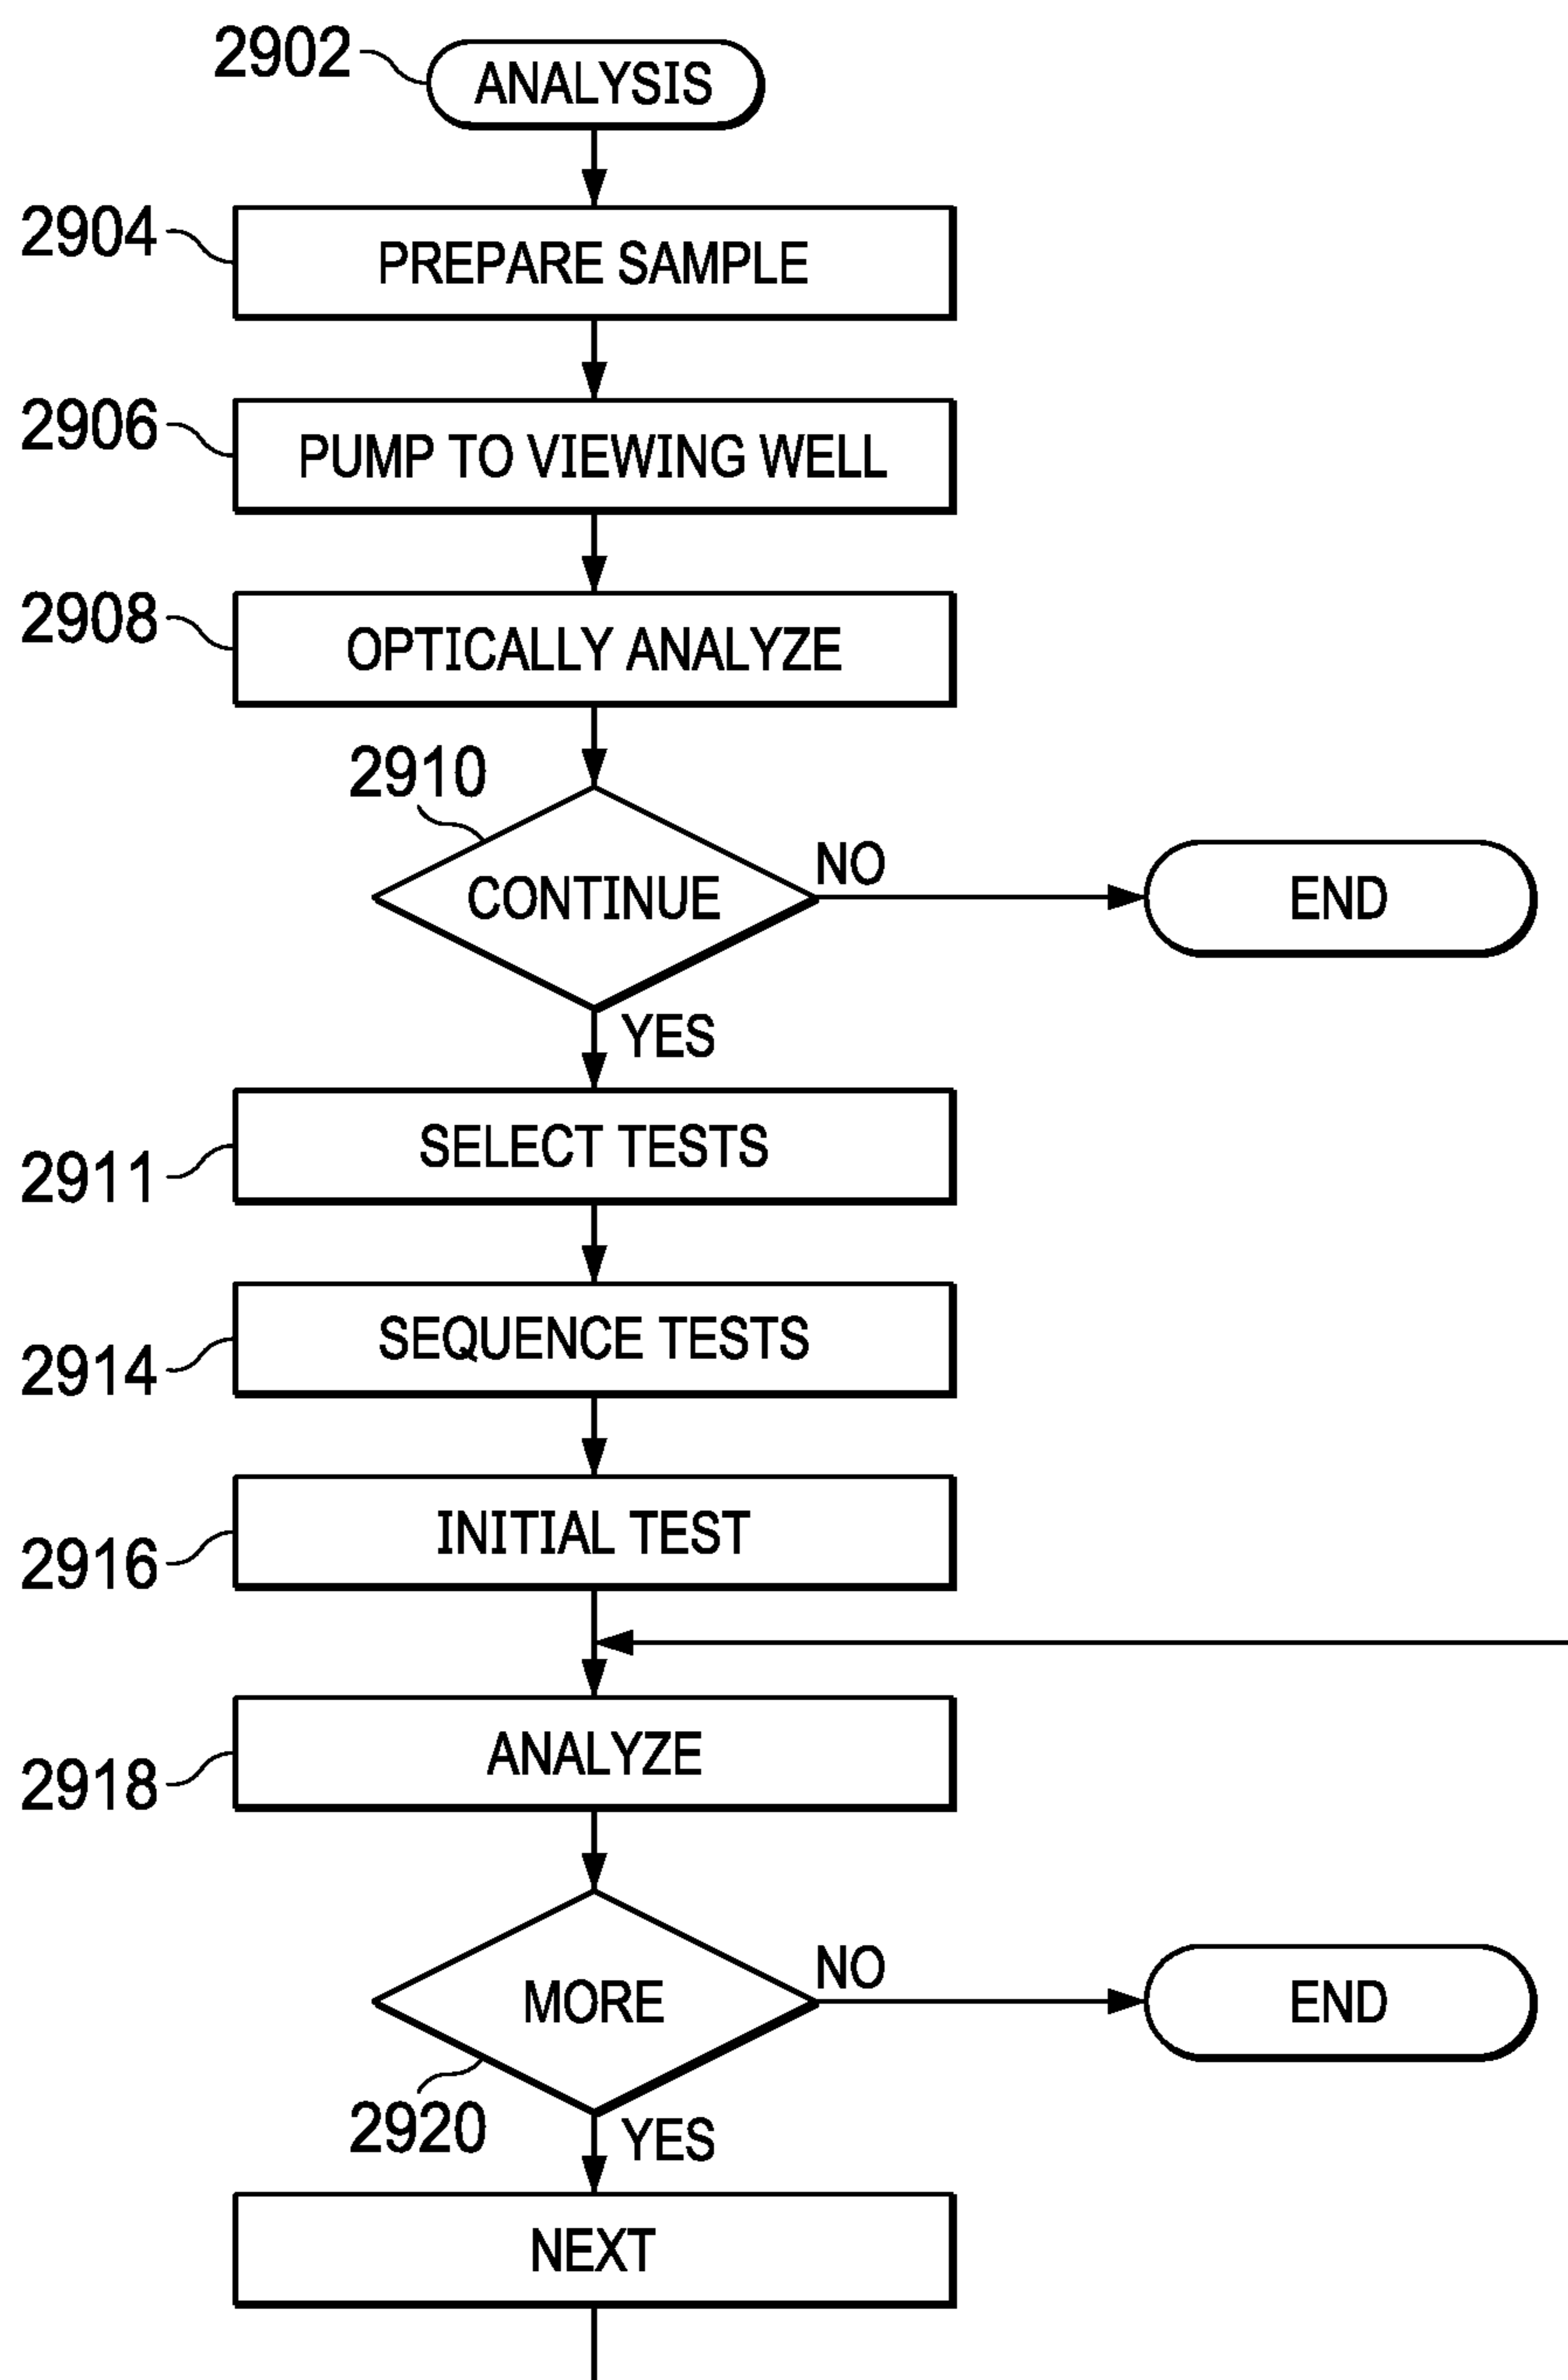 2902
ANALYSIS
2904
PREPARE SAMPLE
2906
PUMP TO VIEWING WELL
2908
OPTICALLY ANALYZE
2910
CONTINUE
NO
END
YES
2911
SELECT TESTS
2914
SEQUENCE TESTS
2916
INITIAL TEST
2918
ANALYZE
MORE
NO
END
2920
YES
NEXT